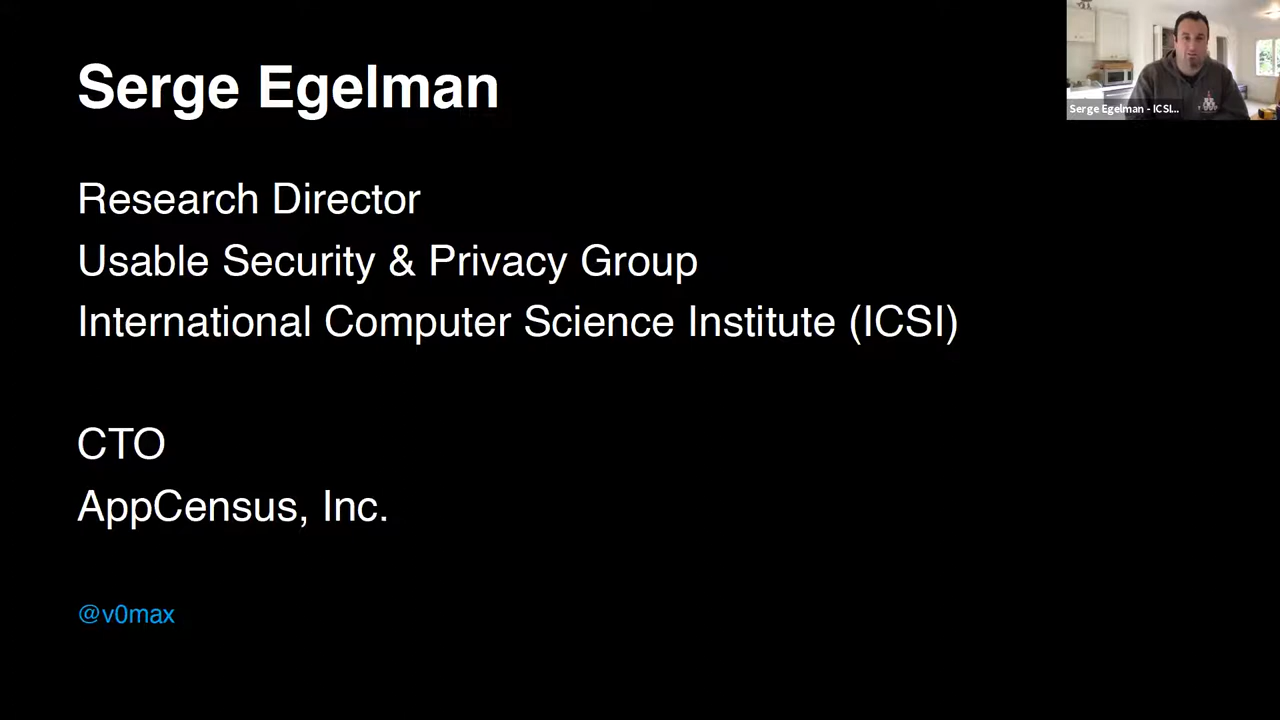 Serge Egelman
Serge Egelman - ICSI...
Research Director
Usable Security & Privacy Group
International Computer Science Institute (ICSI)
CTO
AppCensus, Inc.
@v0max